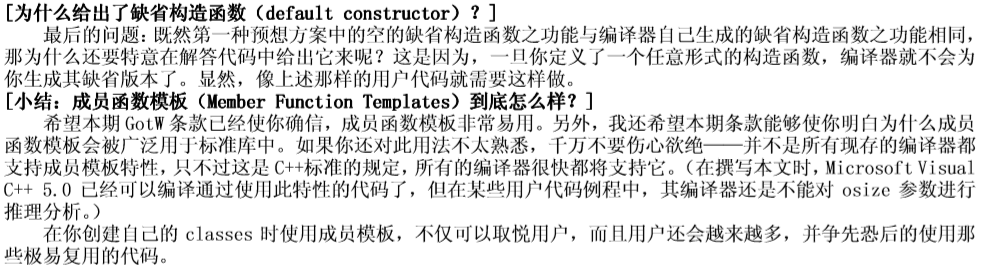 [为什么给出了缺省构造函数（default constructor）？]
最后的问题：既然第一种预想方案中的空的缺省构造函数之功能与编译器自己生成的缺省构造函数之功能相同，
那为什么还要特意在解答代码中给出它来呢？这是因为，一旦你定义了一个任意形式的构造函数，编译器就不会为
你生成其缺省版本了。显然，像上述那样的用户代码就需要这样做。
[小结：成员函数模板（Member Function Templates）到底怎么样？]
希望本期 GotW 条款已经使你确信，成员函数模板非常易用。另外，我还希望本期条款能够使你明白为什么成员
函数模板会被广泛用于标准库中。如果你还对此用法不太熟悉，千万不要伤心欲绝——并不是所有现存的编译器都
支持成员模板特性，只不过这是 C++标准的规定，所有的编译器很快都将支持它。（在撰写本文时，Microsoft Visual
C++ 5.0 已经可以编译通过使用此特性的代码了，但在某些用户代码例程中，其编译器还是不能对 osize 参数进行
推理分析。）
在你创建自己的 classes 时使用成员模板，不仅可以取悦用户，而且用户还会越来越多，并争先恐后的使用那
些极易复用的代码。